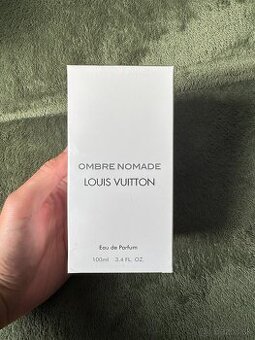 OMBRE NOMADE
LOUIS VUITTON
Eau de Parfum
100ml 3.4 FL. OZ.